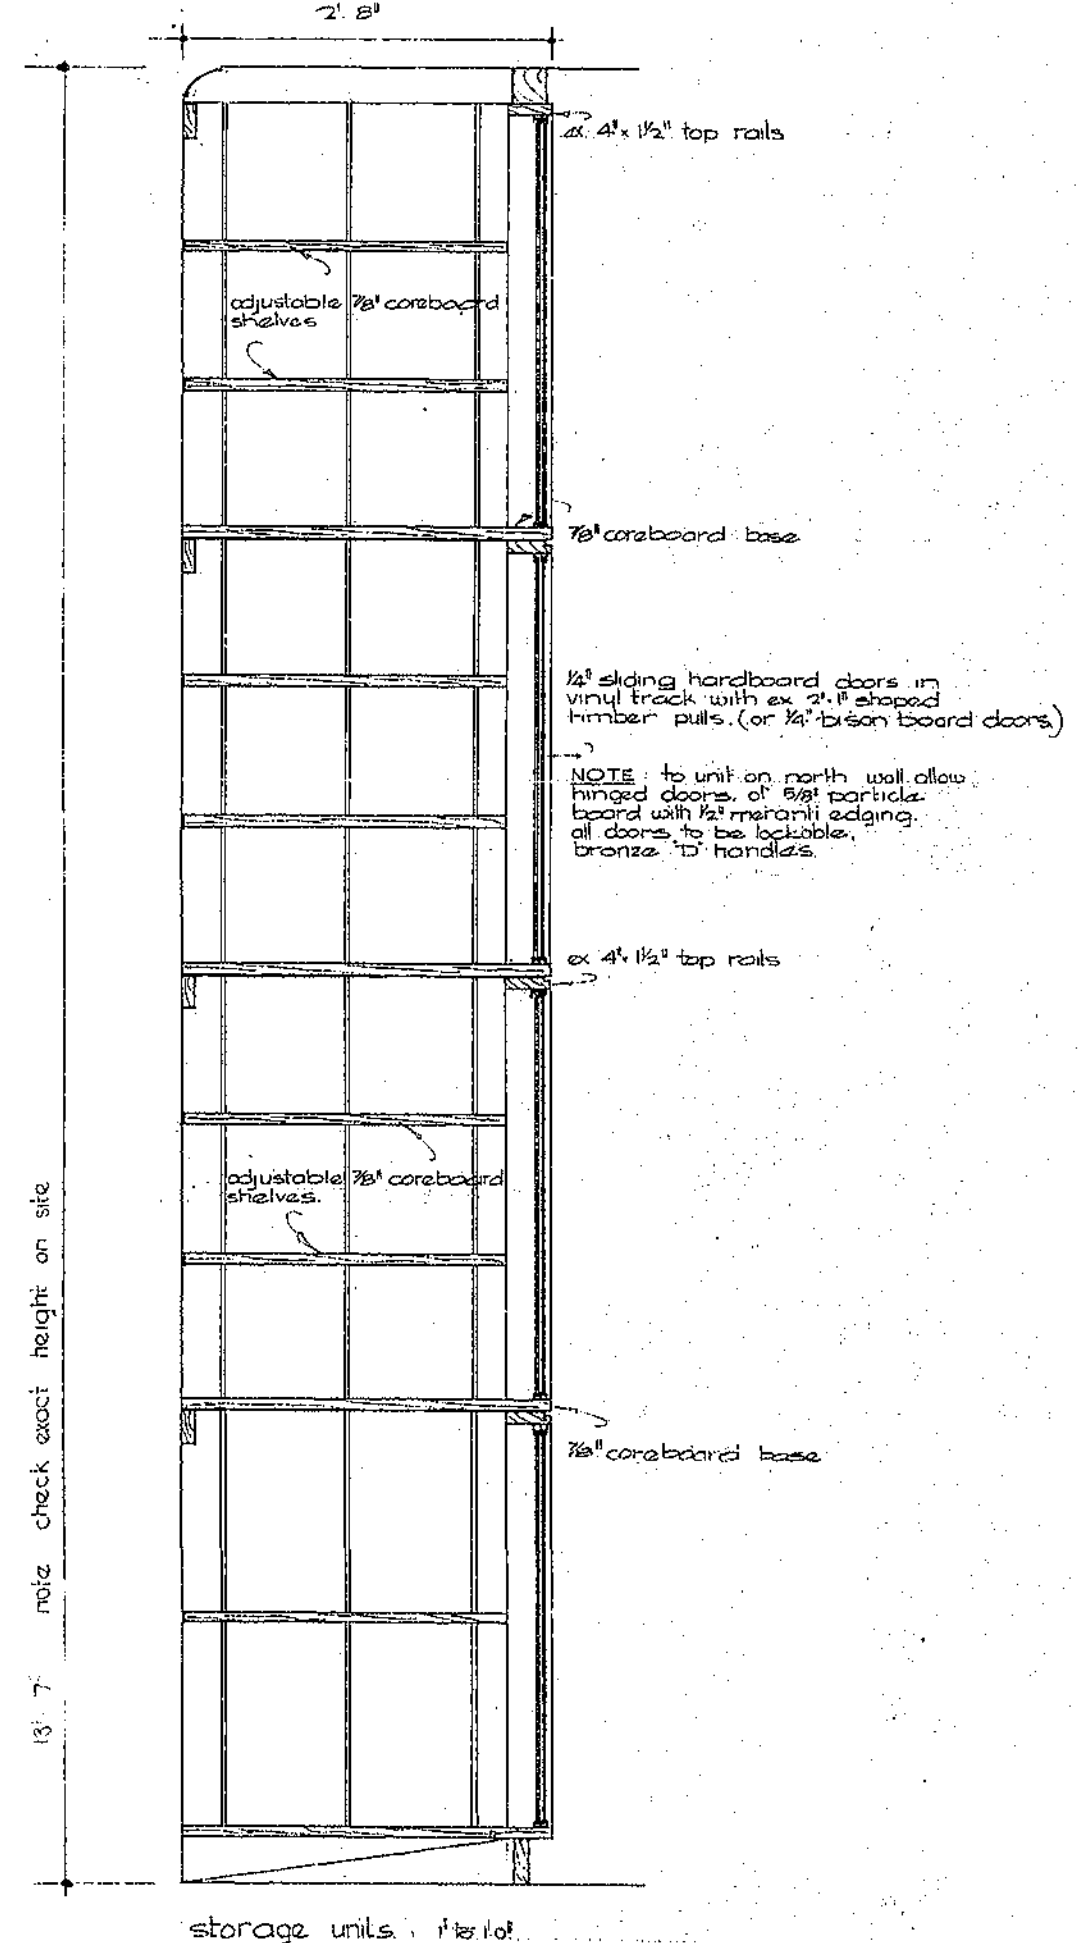 2'. 8"
ex. 4"x 1½" top rails
adjustable ⅞" coreboard
shelves
⅞" coreboard base
¼" sliding hardboard doors in
vinyl track with ex 2"·1" shaped
timber pulls. (or ¼" bison board doors)
NOTE : to unit on north wall allow
hinged doors. of 5/8" particle
board with ½" meranti edging.
all doors to be lockable,
bronze "D" handles.
ex 4"x 1½" top rails
adjustable ⅞" coreboard
shelves.
⅞" coreboard base
13'. 7" note check exact height on site
storage units. 1" to 1'.0"